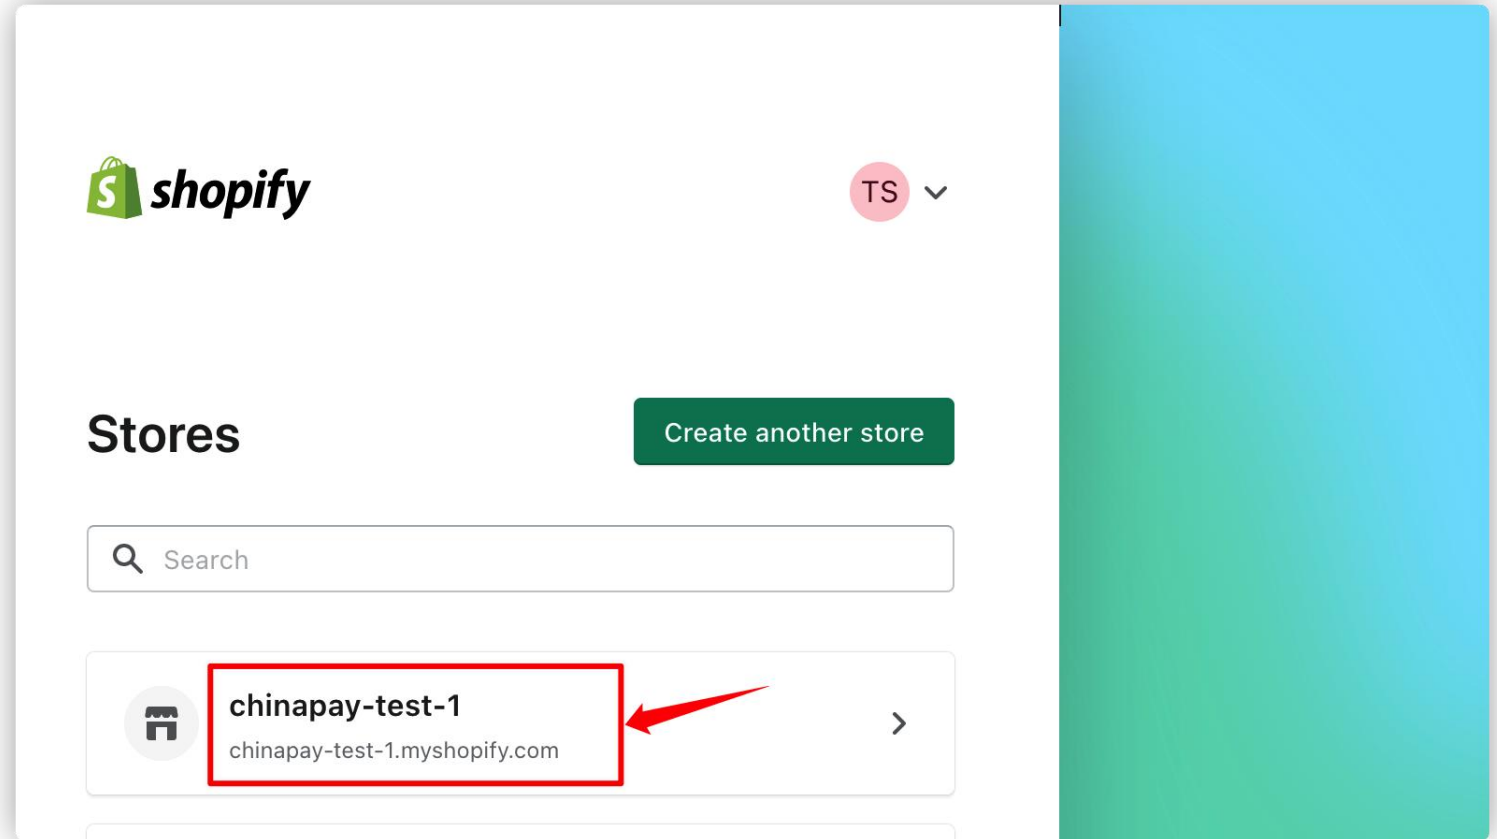 shopify
TS
Stores
Create another store
Search
chinapay-test-1
chinapay-test-1.myshopify.com